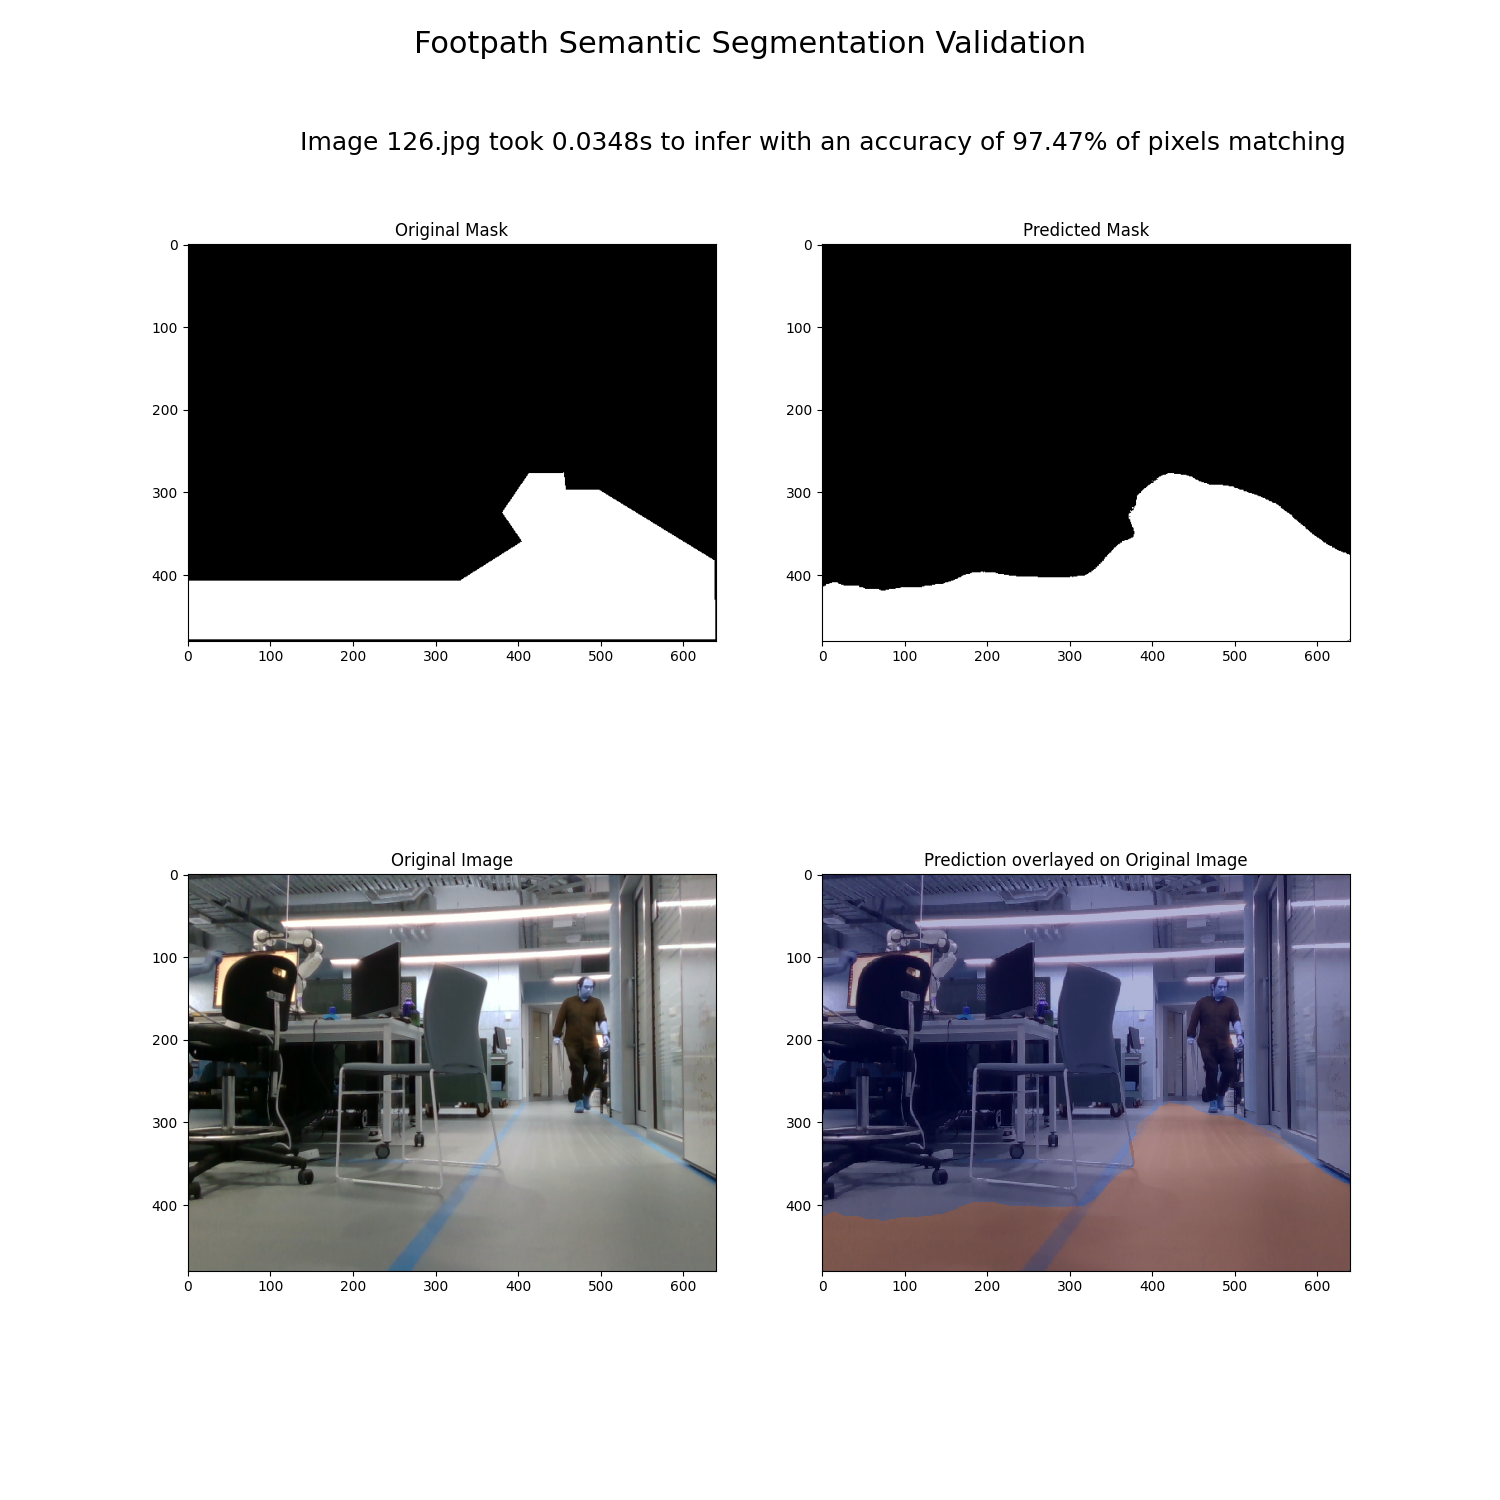 Footpath Semantic Segmentation Validation
Image 126.jpg took 0.0348s to infer with an accuracy of 97.47% of pixels matching
Original Mask
0
100
200
300
400
0 100 200 300 400 500 600
Predicted Mask
0
100
200
300
400
0 100 200 300 400 500 600
Original Image
0
100
200
300
400
0 100 200 300 400 500 600
Prediction overlayed on Original Image
0
100
200
300
400
0 100 200 300 400 500 600